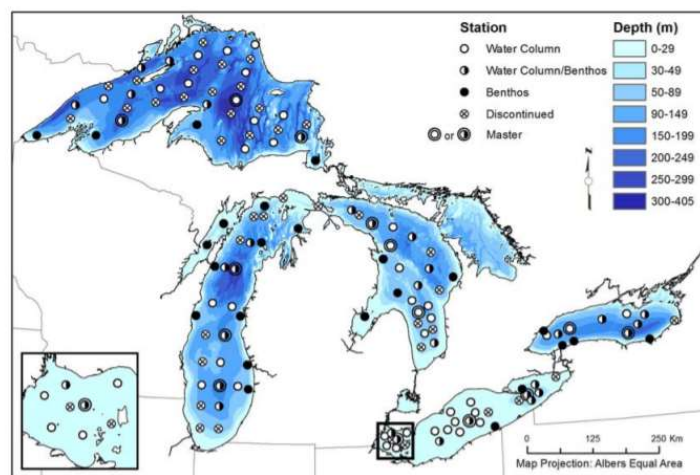 Station
Water Column
Water Column/Benthos
Benthos
Discontinued
or
Master
Depth (m)
0-29
30-49
50-89
90-149
150-199
200-249
250-299
300-405
N
0 125 250 Km
Map Projection: Albers Equal Area